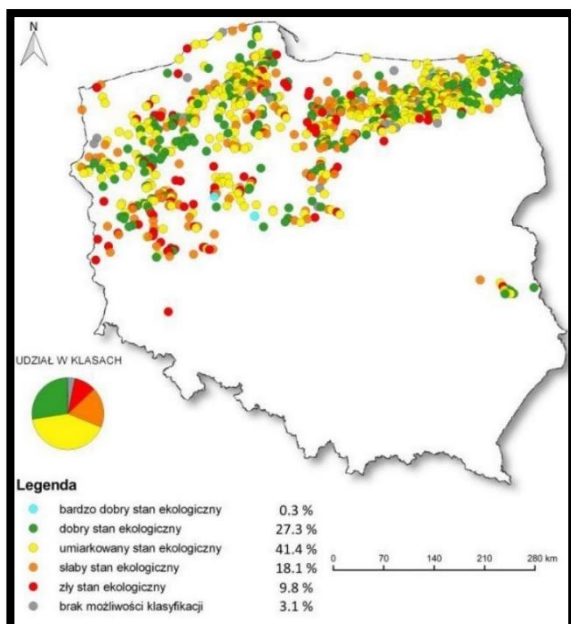 N
UDZIAŁ W KLASACH
Legenda
bardzo dobry stan ekologiczny 0.3 %
dobry stan ekologiczny 27.3 %
umiarkowany stan ekologiczny 41.4 %
słaby stan ekologiczny 18.1 %
zły stan ekologiczny 9.8 %
brak możliwości klasyfikacji 3.1 %
0 70 140 210 280 km